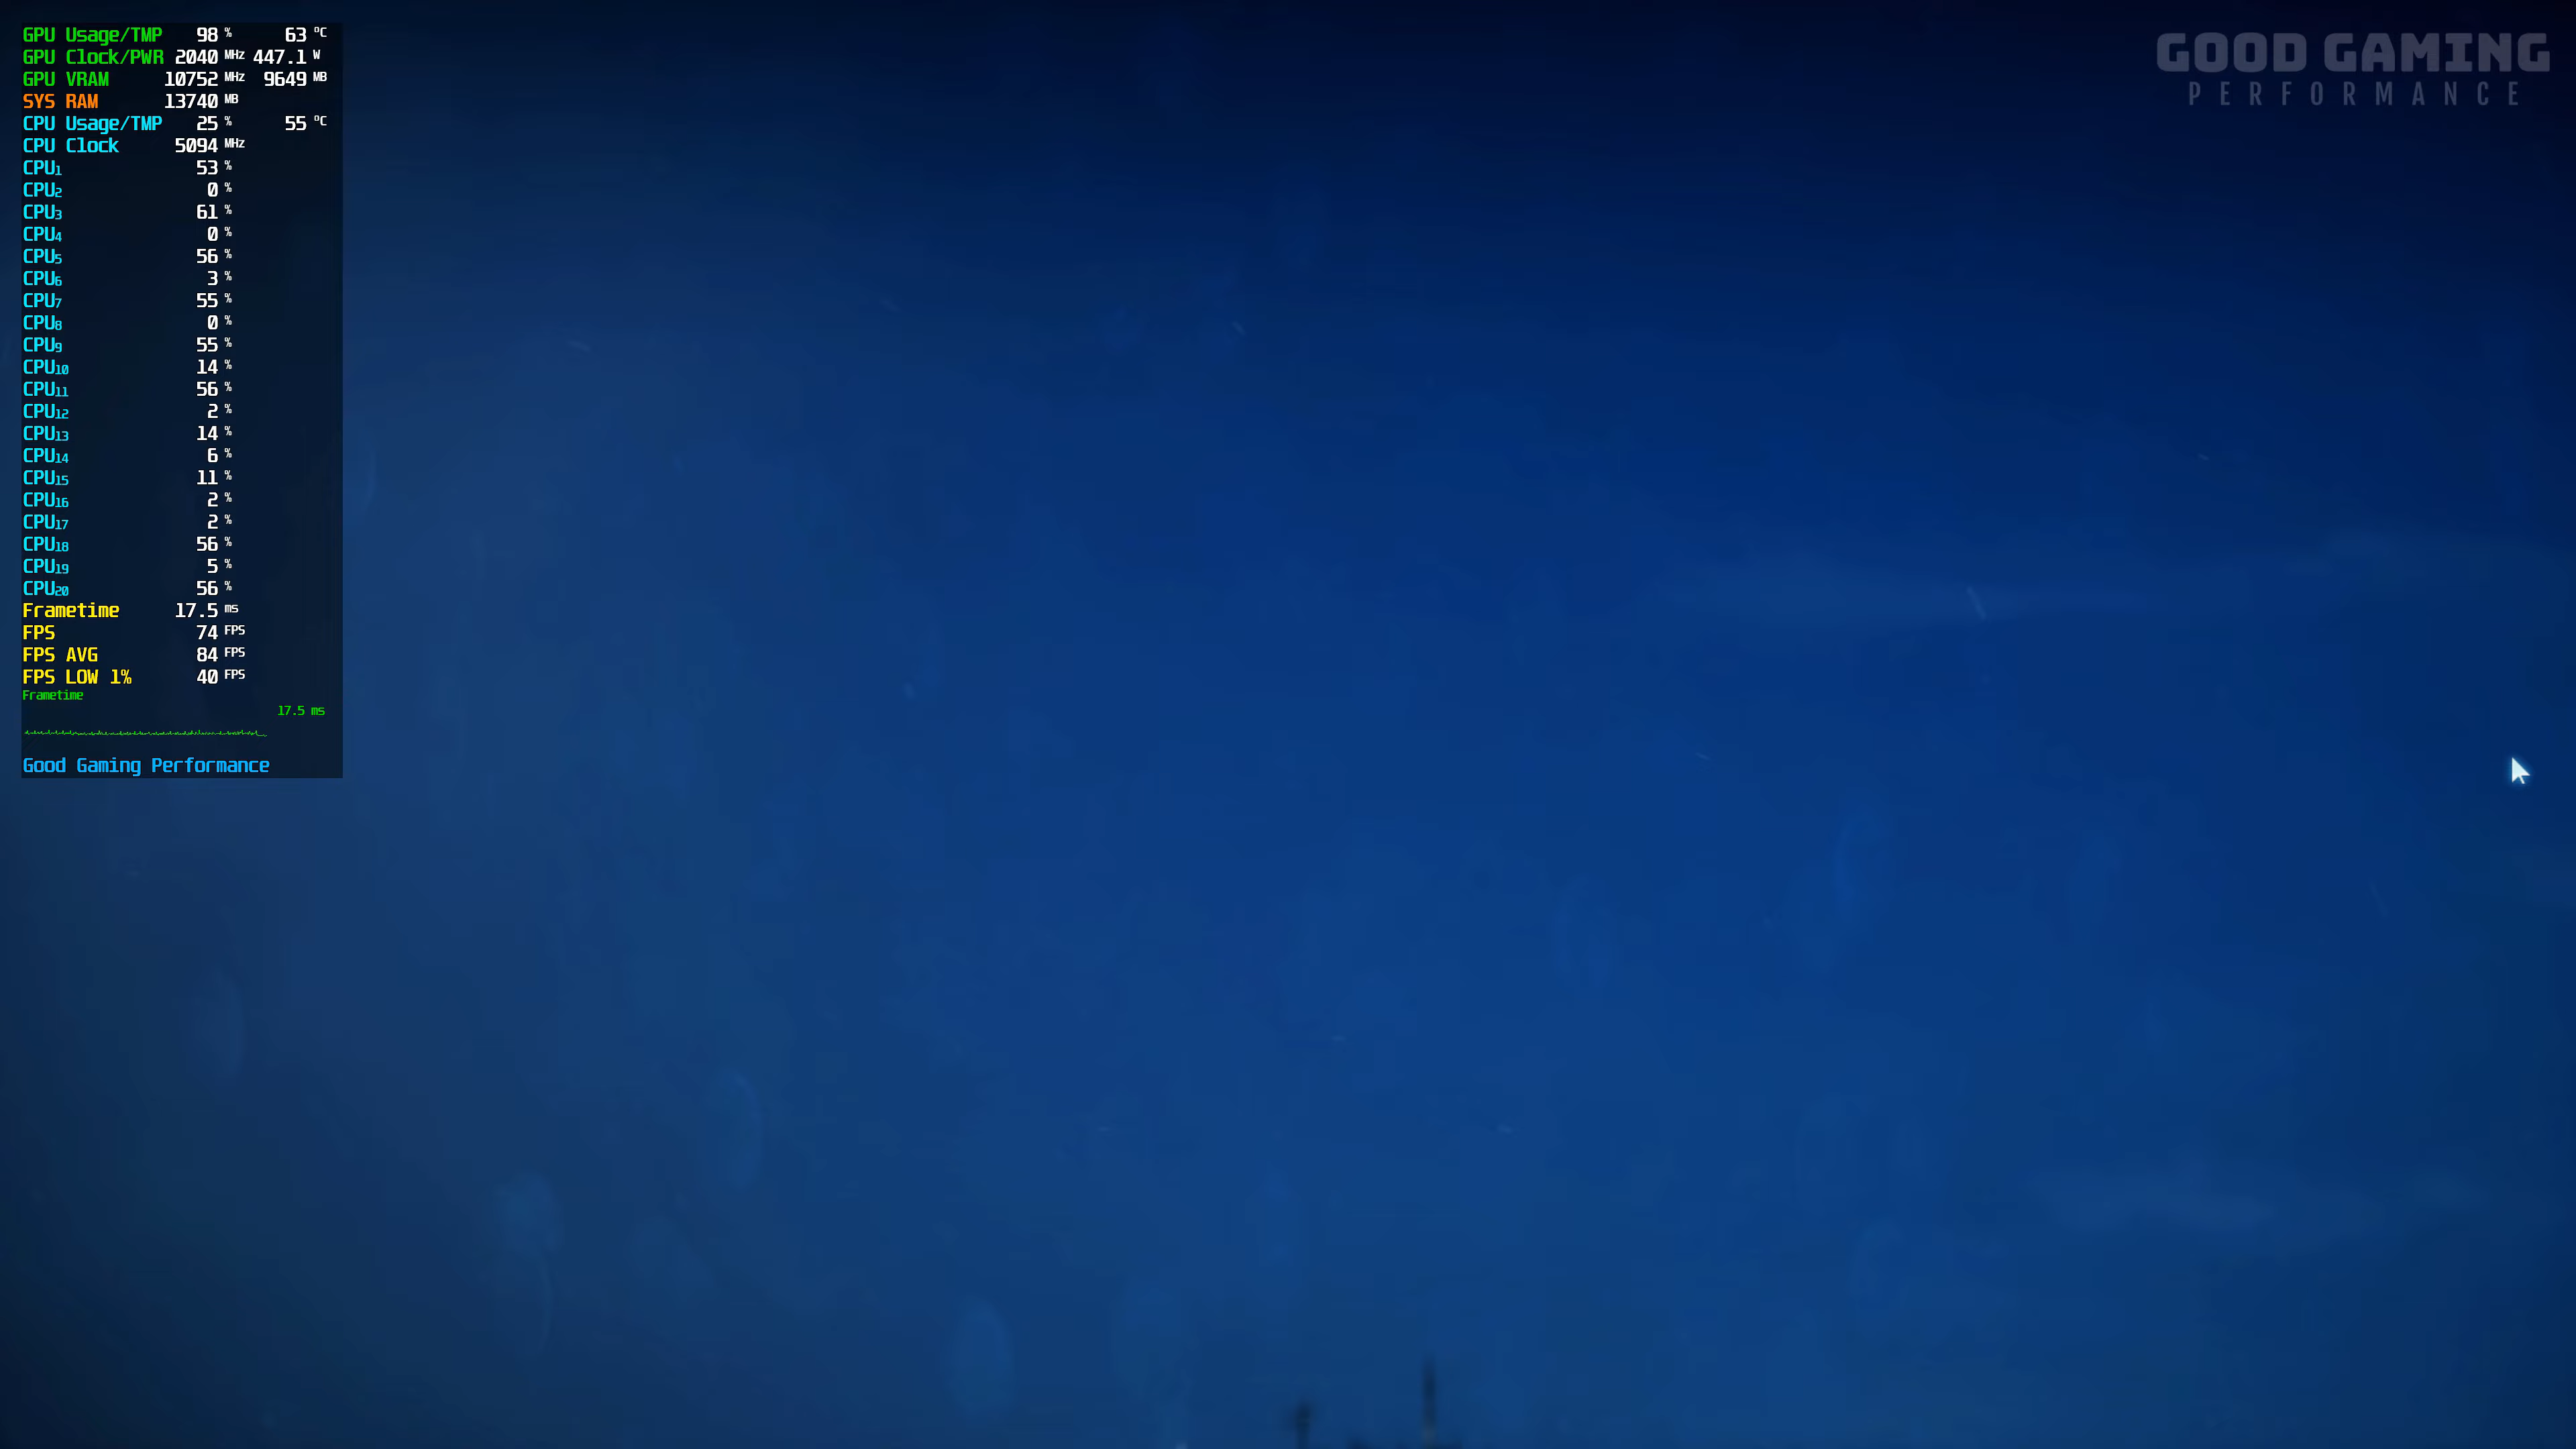 GPU Usage/TMP 98 % 63 °C
GPU Clock/PWR 2040 MHz 447.1 W
GPU VRAM 10752 MHz 9649 MB
SYS RAM 13740 MB
CPU Usage/TMP 25 % 55 °C
CPU Clock 5094 MHz
CPU1 53 %
CPU2 0 %
CPU3 61 %
CPU4 0 %
CPU5 56 %
CPU6 3 %
CPU7 55 %
CPU8 0 %
CPU9 55 %
CPU10 14 %
CPU11 56 %
CPU12 2 %
CPU13 14 %
CPU14 6 %
CPU15 11 %
CPU16 2 %
CPU17 2 %
CPU18 56 %
CPU19 5 %
CPU20 56 %
Frametime 17.5 ms
FPS 74 FPS
FPS AVG 84 FPS
FPS LOW 1% 40 FPS
Frametime
17.5 ms
Good Gaming Performance
GOOD GAMING
PERFORMANCE